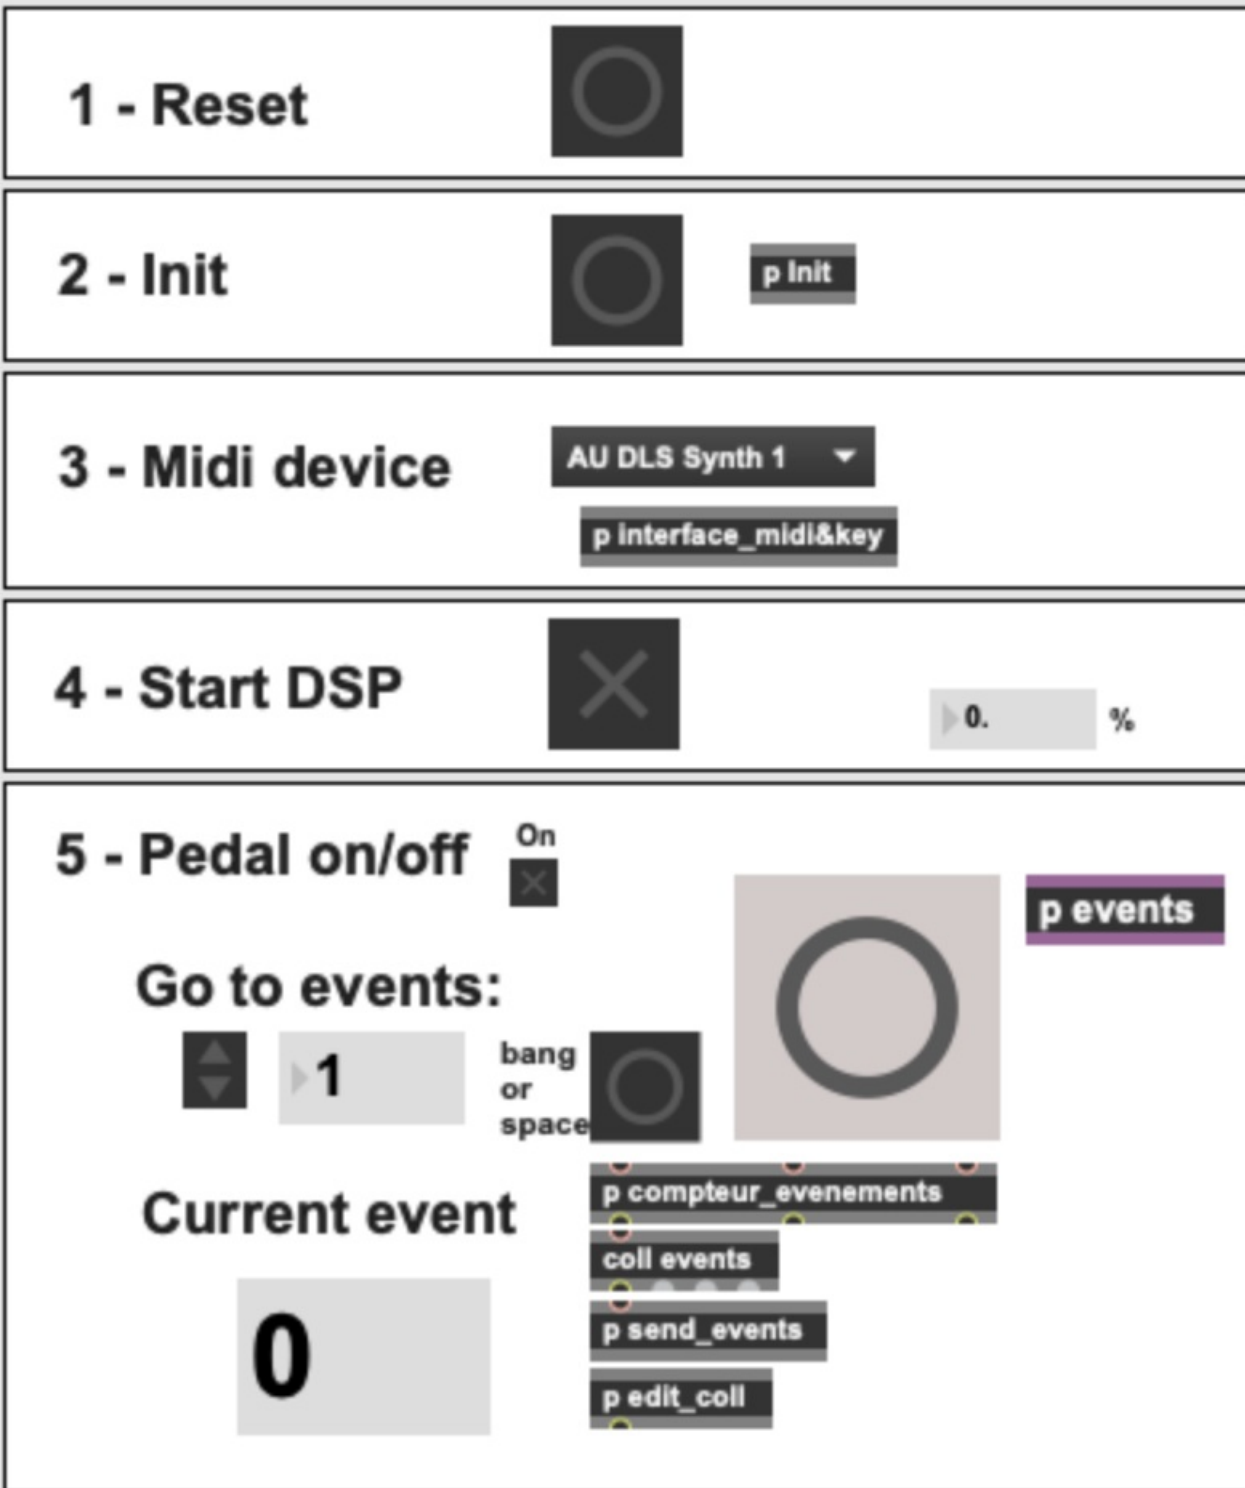 1 - Reset
2 - Init
p Init
3 - Midi device
AU DLS Synth 1
p interface_midi&key
4 - Start DSP
0.
%
5 - Pedal on/off
On
p events
Go to events:
1
bang
or
space
p compteur_evenements
Current event
coll events
0
p send_events
p edit_coll